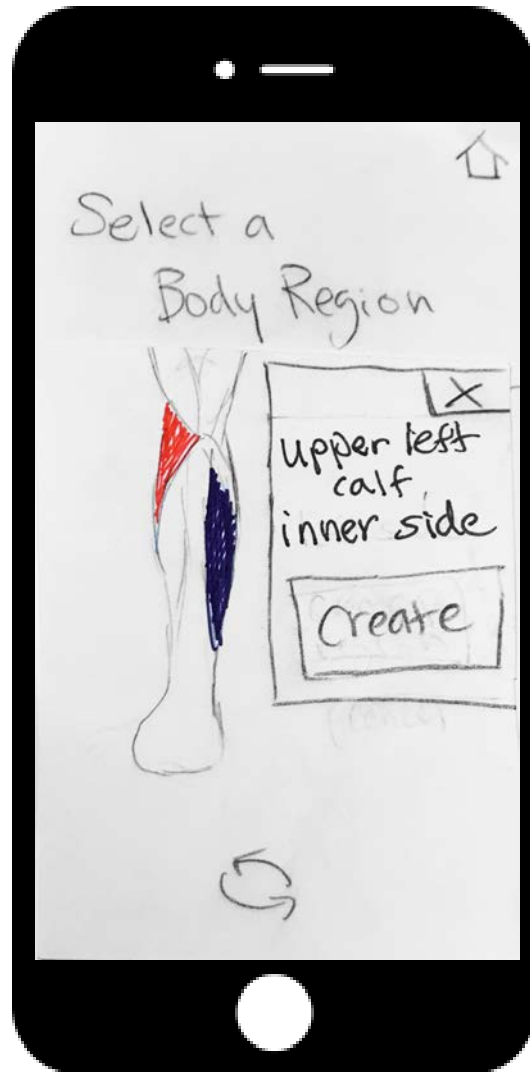 Select a
Body Region
X
upper left
calf
inner side
Create